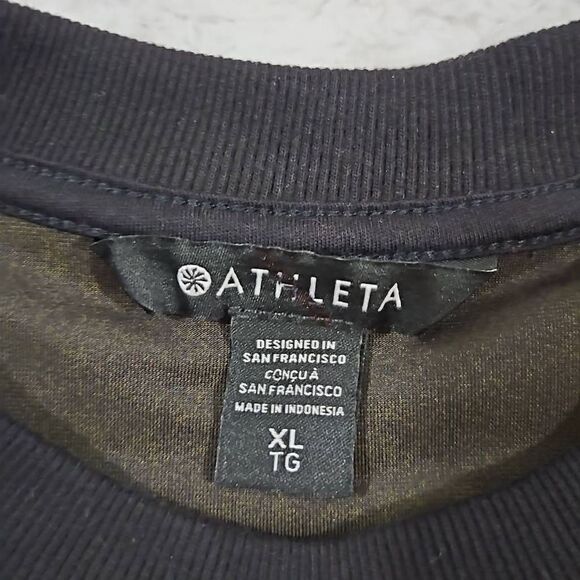 ATHLETA
DESIGNED IN
SAN FRANCISCO
CONÇU À
SAN FRANCISCO
MADE IN INDONESIA
XL
TG